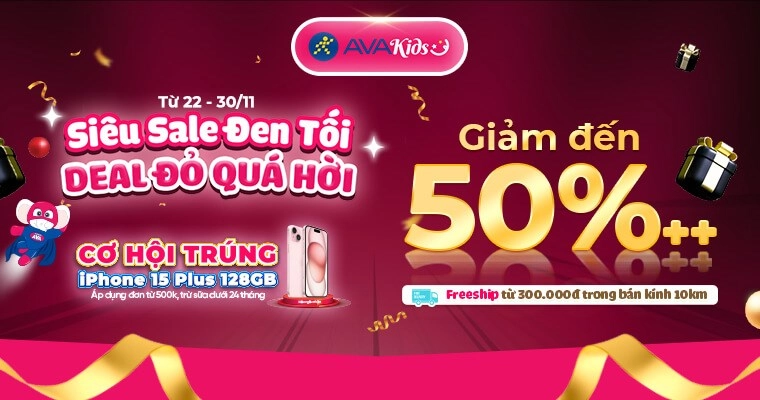 AVAKids
Từ 22 - 30/11
Siêu Sale Đen Tối
DEAL ĐỎ QUÁ HỜI
CƠ HỘI TRÚNG
iPhone 15 Plus 128GB
Áp dụng đơn từ 500k, trừ sữa dưới 24 tháng
Giảm đến
50%++
Freeship từ 300.000đ trong bán kính 10km